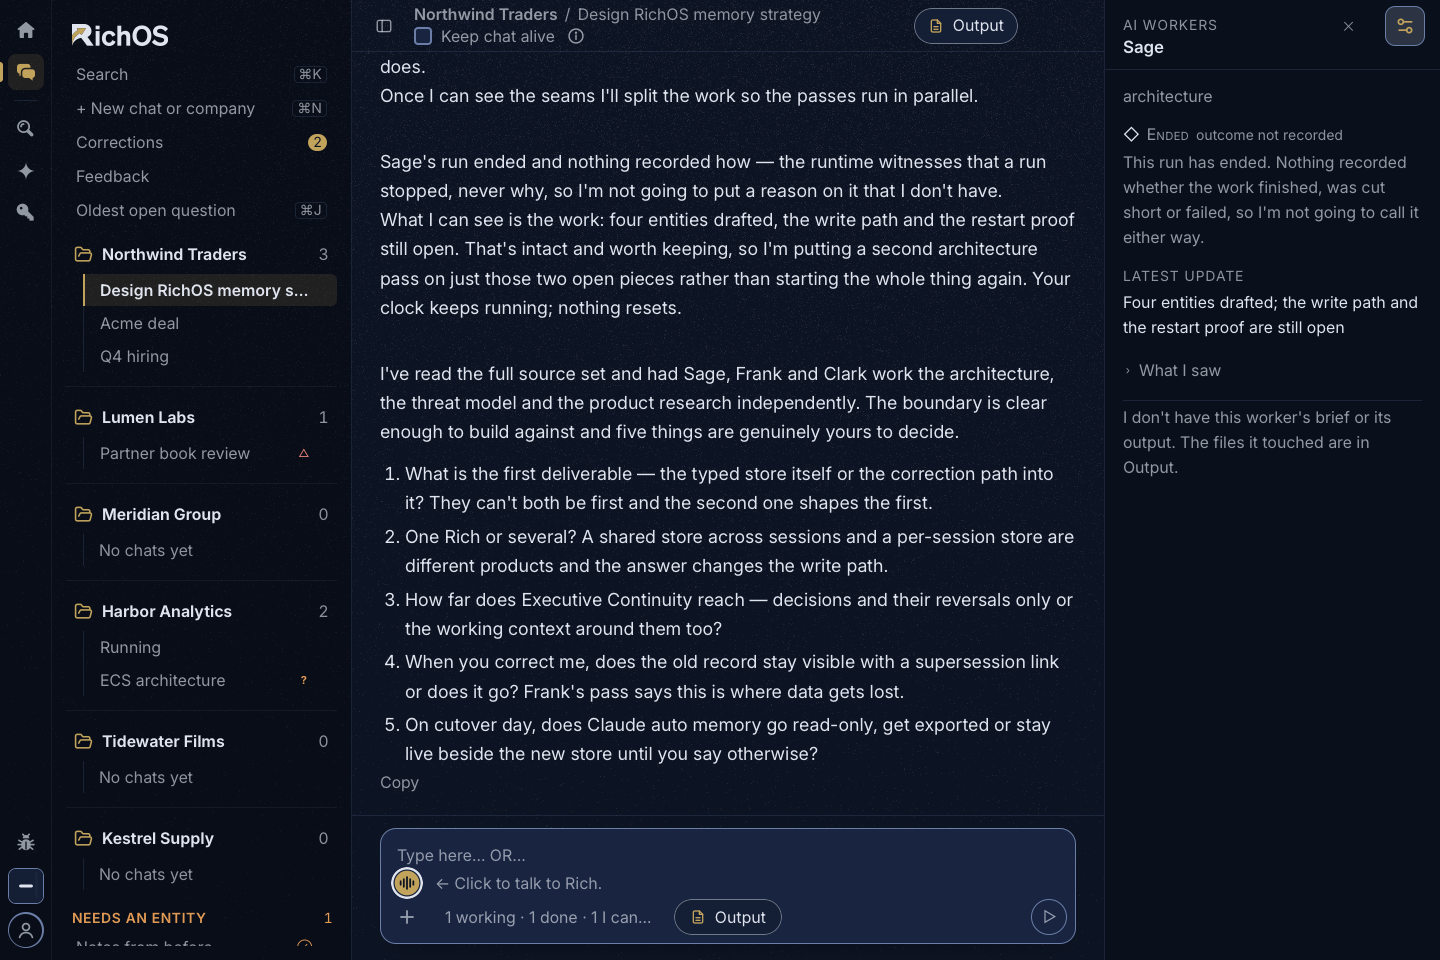 RichOS
Search ⌘K
+ New chat or company ⌘N
Corrections 2
Feedback
Oldest open question ⌘J
Northwind Traders 3
Design RichOS memory s...
Acme deal
Q4 hiring
Lumen Labs 1
Partner book review
Meridian Group 0
No chats yet
Harbor Analytics 2
Running
ECS architecture ?
Tidewater Films 0
No chats yet
Kestrel Supply 0
No chats yet
NEEDS AN ENTITY 1
Notes from before
Northwind Traders / Design RichOS memory strategy
Keep chat alive
Output
does.
Once I can see the seams I'll split the work so the passes run in parallel.
Sage's run ended and nothing recorded how — the runtime witnesses that a run
stopped, never why, so I'm not going to put a reason on it that I don't have.
What I can see is the work: four entities drafted, the write path and the restart proof
still open. That's intact and worth keeping, so I'm putting a second architecture
pass on just those two open pieces rather than starting the whole thing again. Your
clock keeps running; nothing resets.
I've read the full source set and had Sage, Frank and Clark work the architecture,
the threat model and the product research independently. The boundary is clear
enough to build against and five things are genuinely yours to decide.
1. What is the first deliverable — the typed store itself or the correction path into
it? They can't both be first and the second one shapes the first.
2. One Rich or several? A shared store across sessions and a per-session store are
different products and the answer changes the write path.
3. How far does Executive Continuity reach — decisions and their reversals only or
the working context around them too?
4. When you correct me, does the old record stay visible with a supersession link
or does it go? Frank's pass says this is where data gets lost.
5. On cutover day, does Claude auto memory go read-only, get exported or stay
live beside the new store until you say otherwise?
Copy
Type here... OR...
← Click to talk to Rich.
1 working · 1 done · 1 I can... Output
AI WORKERS
Sage
architecture
ENDED outcome not recorded
This run has ended. Nothing recorded
whether the work finished, was cut
short or failed, so I'm not going to call it
either way.
LATEST UPDATE
Four entities drafted; the write path and
the restart proof are still open
› What I saw
I don't have this worker's brief or its
output. The files it touched are in
Output.